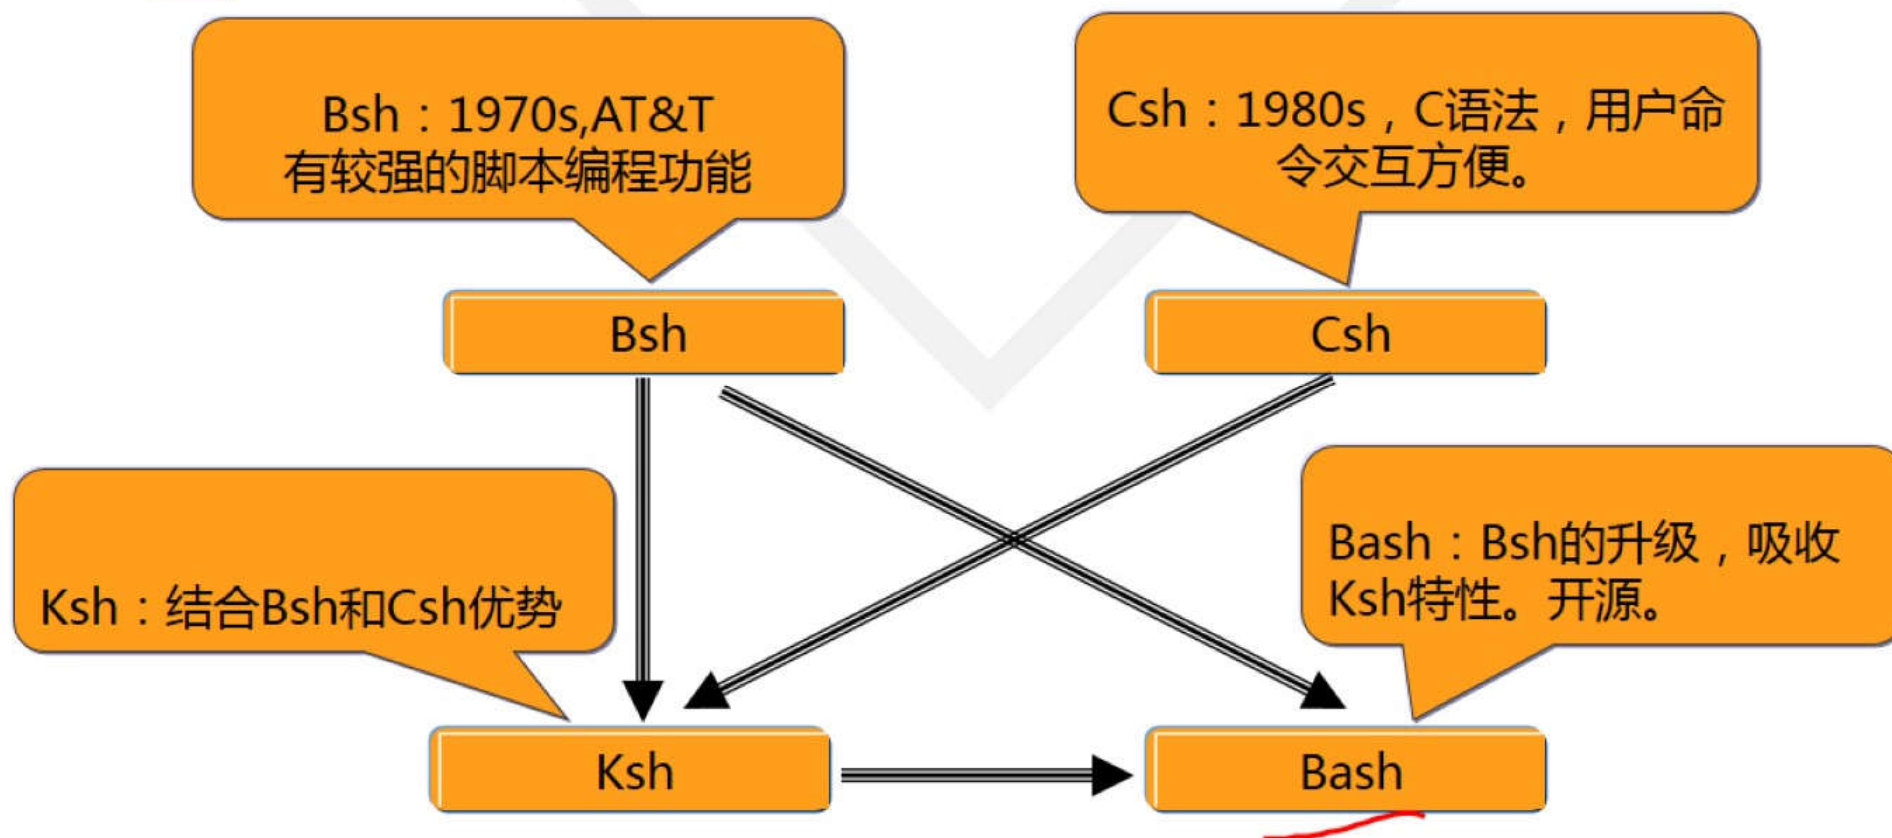 Bsh：1970s,AT&T
有较强的脚本编程功能
Csh：1980s，C语法，用户命
令交互方便。
Bsh
Csh
Ksh：结合Bsh和Csh优势
Bash：Bsh的升级，吸收
Ksh特性。开源。
Ksh
Bash